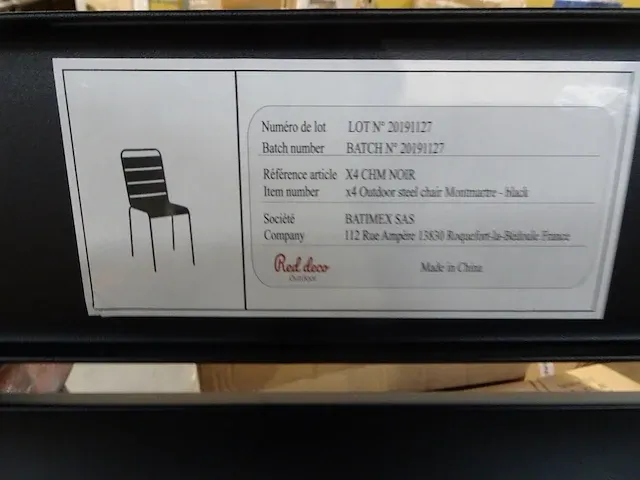 Numéro de lot LOT N° 20191127
Batch number BATCH N° 20191127
Référence article X4 CHM NOIR
Item number x4 Outdoor steel chair Montmartre - black
Société BATIMEX SAS
Company 112 Rue Ampère 13830 Roquefort-la-Bédoule France
Red deco
Made in China